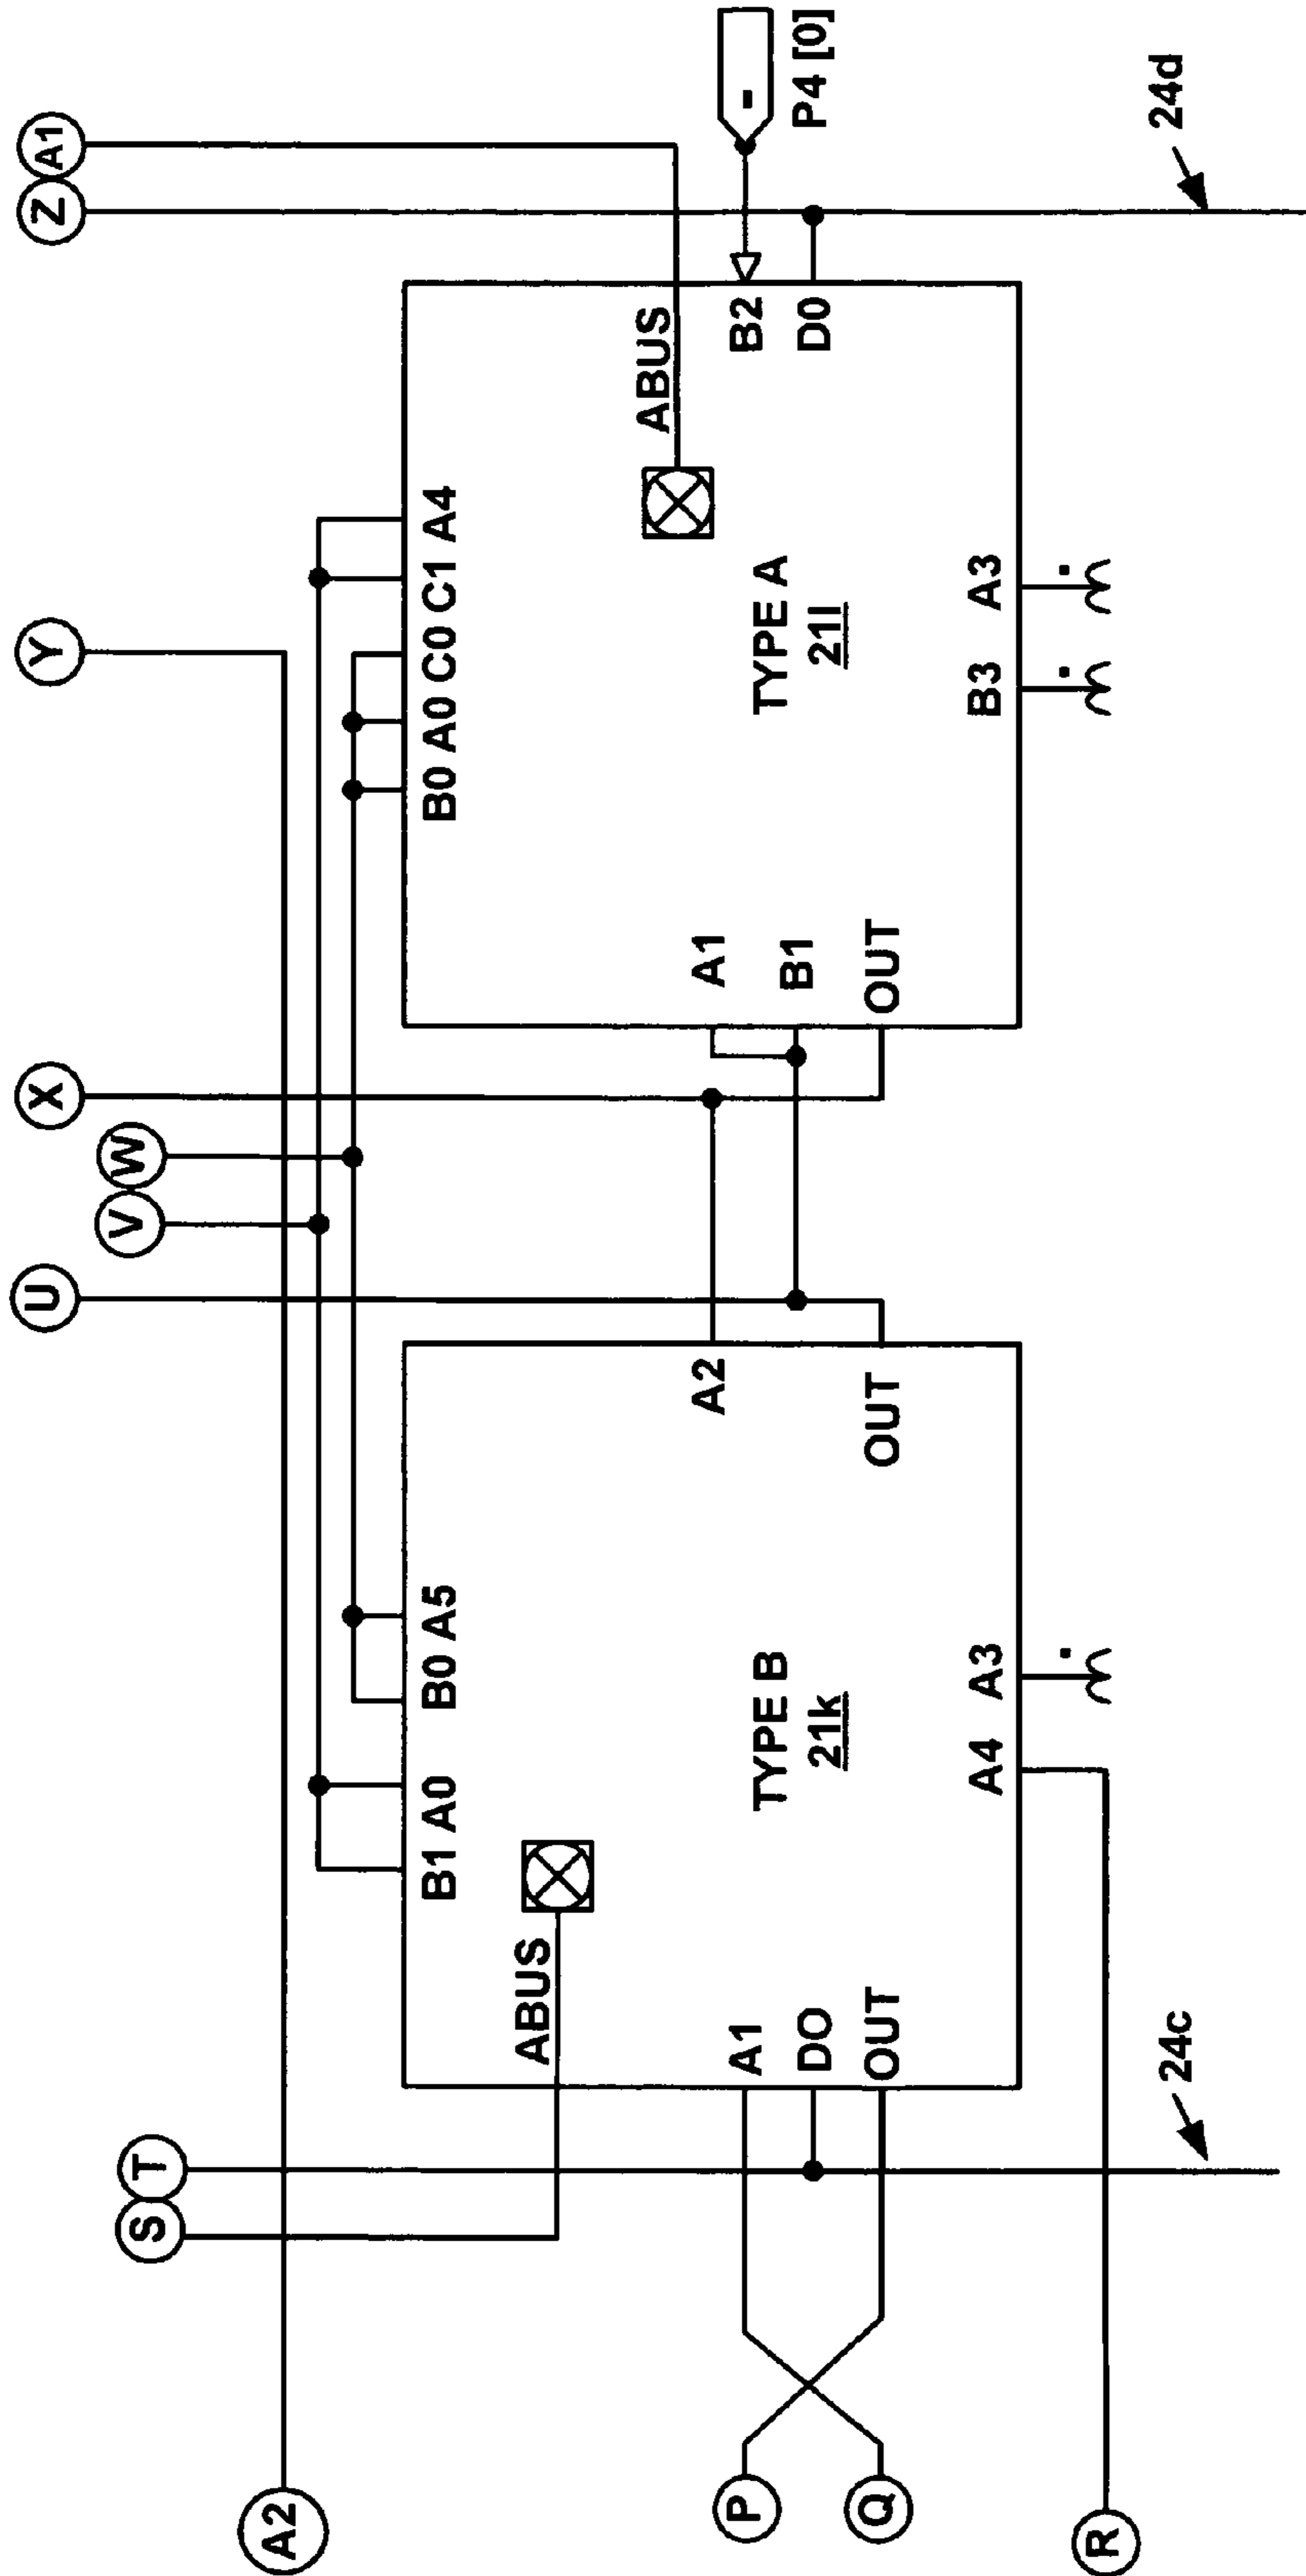 Y
Z A1
U
X
V W
S T
A2
P
Q
R
B1 A0
B0 A5
ABUS
A1
DO
OUT
TYPE B
21k
A2
OUT
A4
A3
24c
B0 A0 C0 C1 A4
ABUS
A1
B1
OUT
TYPE A
21l
B2
D0
B3
A3
P4 [0]
24d